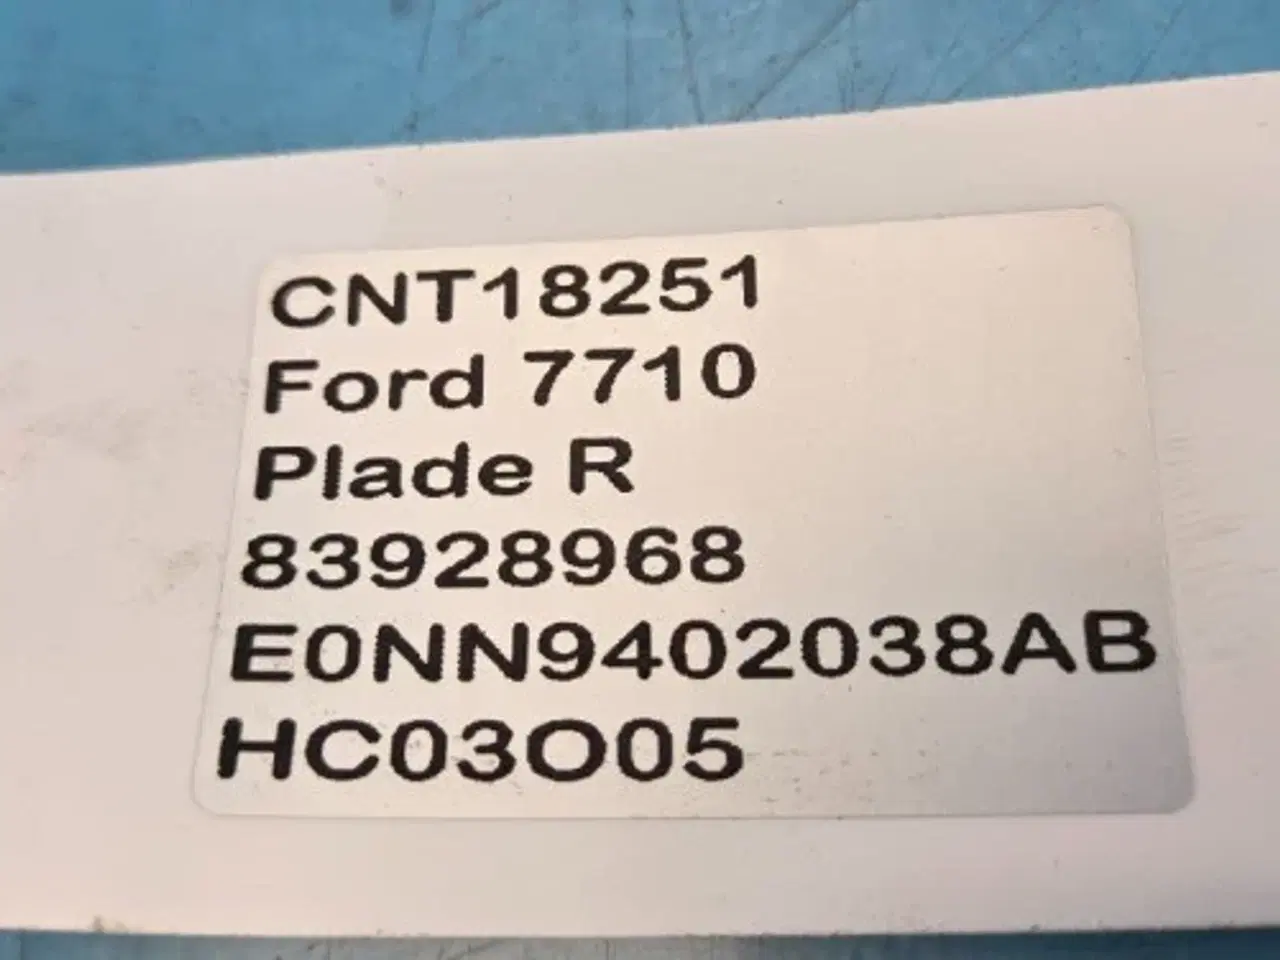 CNT18251
Ford 7710
Plade R
83928968
E0NN9402038AB
HC03O05